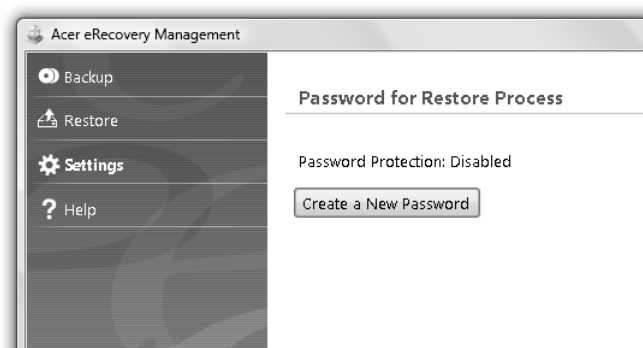 Acer eRecovery Management
Backup
Restore
Settings
? Help
Password for Restore Process
Password Protection: Disabled
Create a New Password